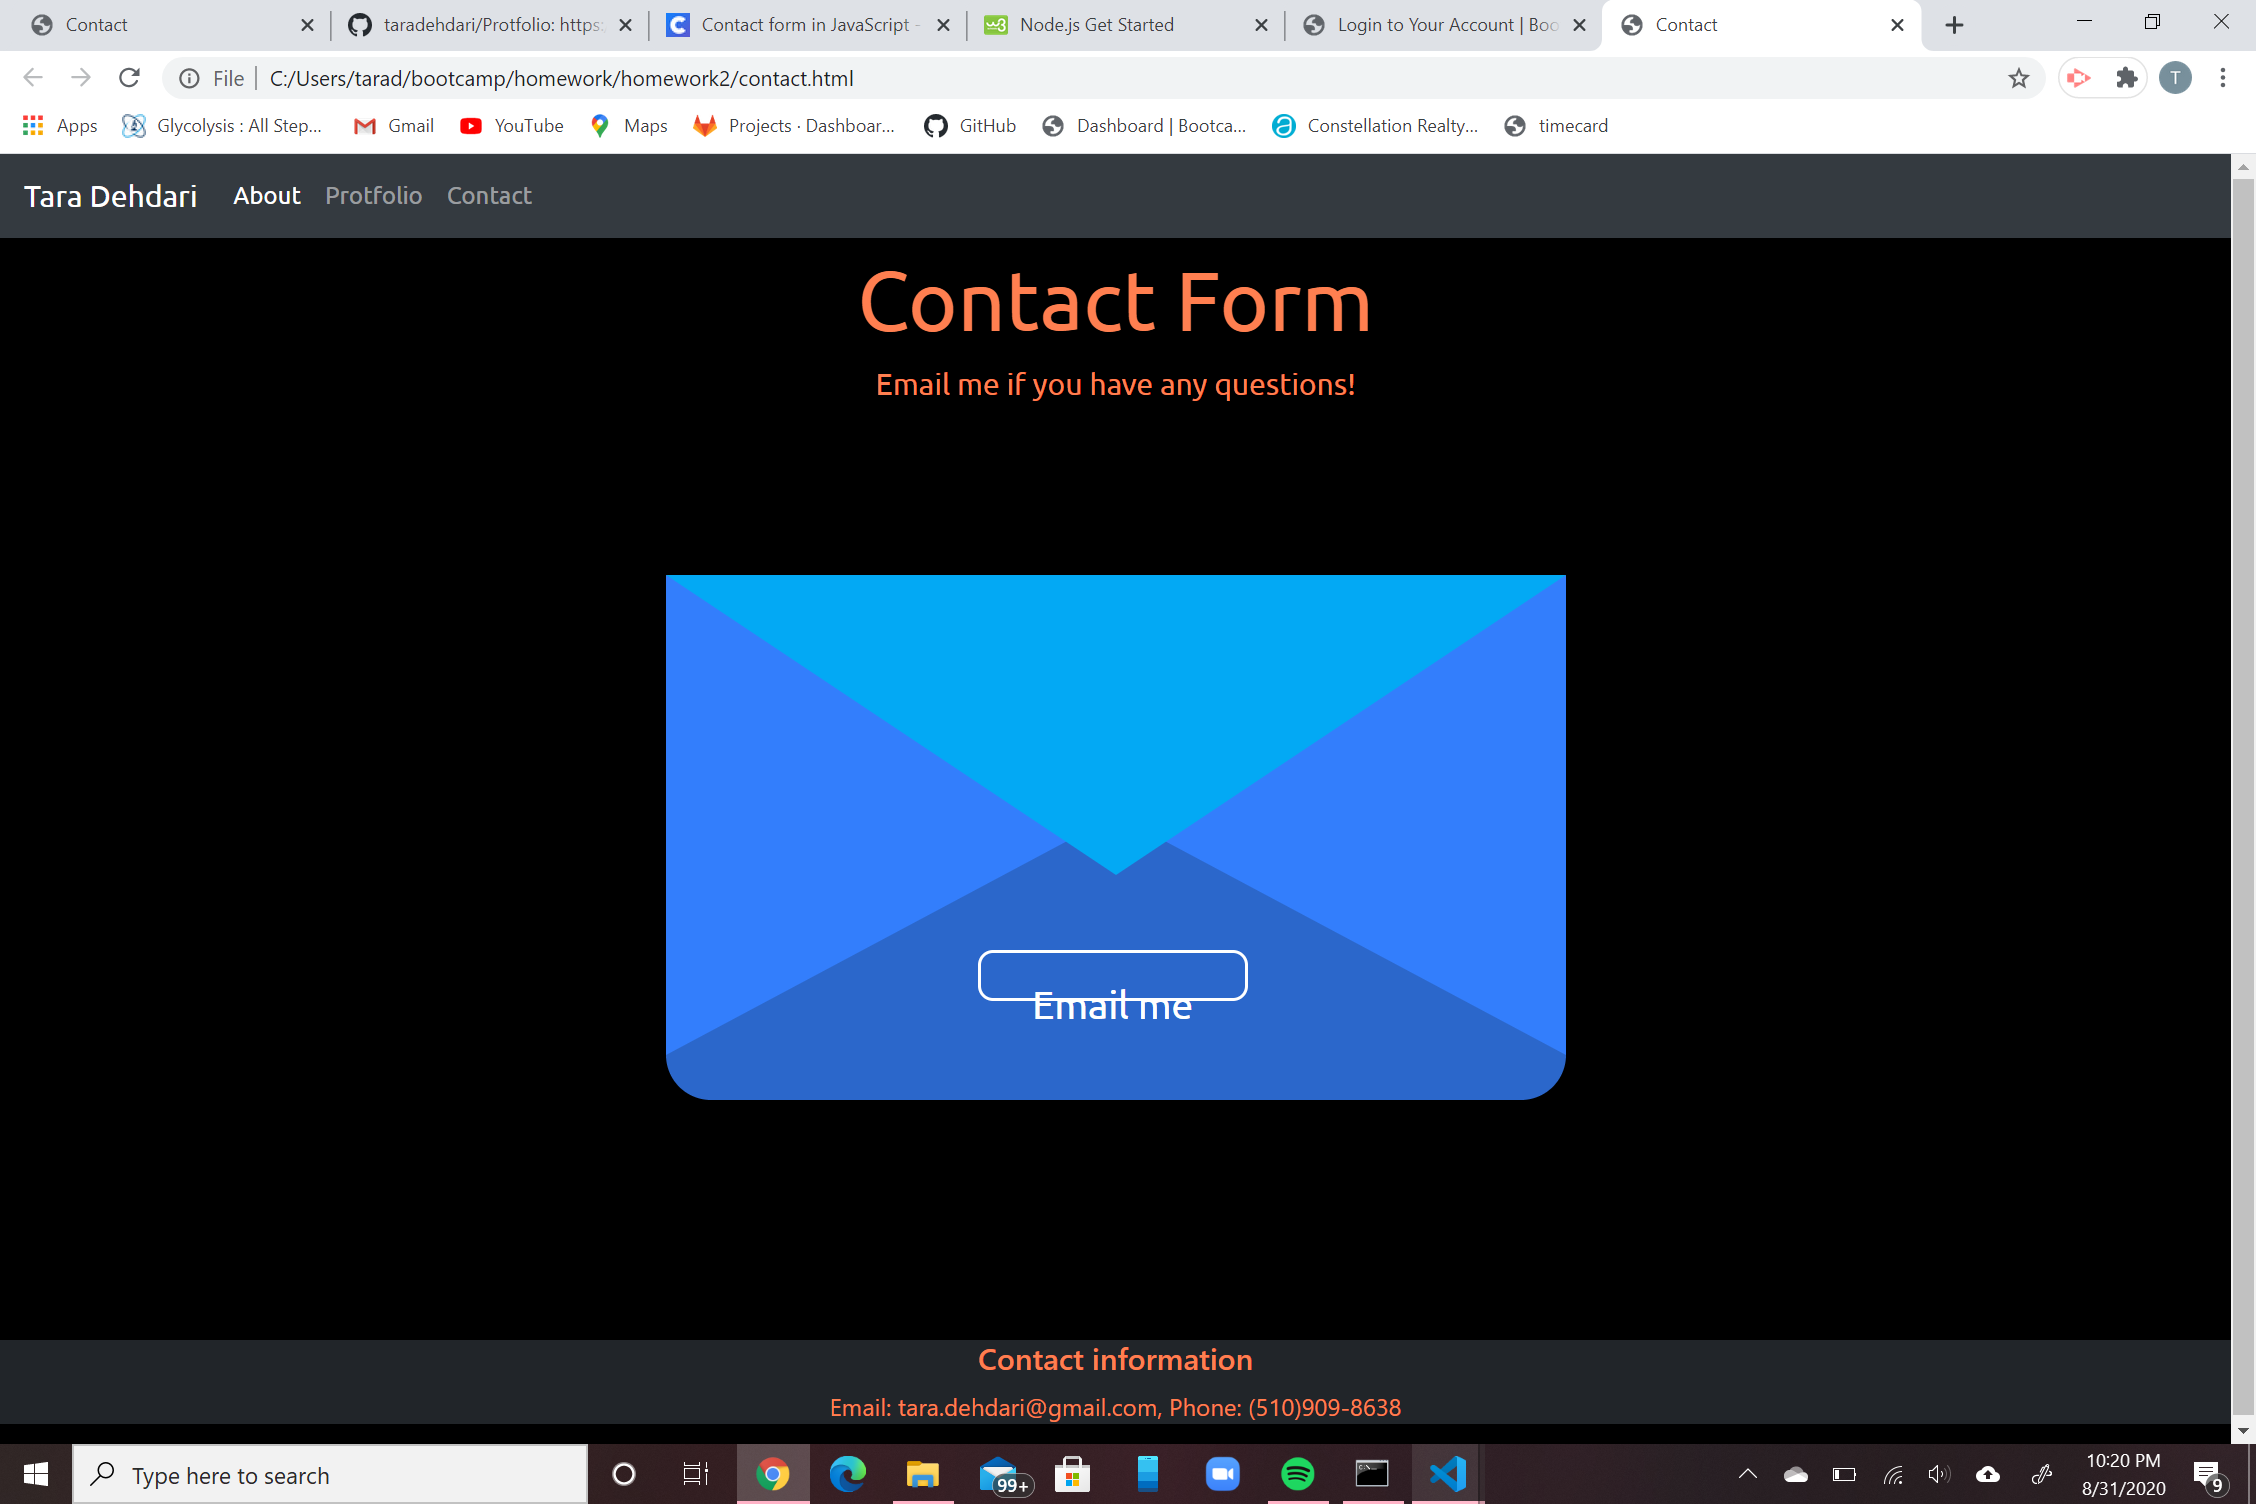 Contact
taradehdari/Protfolio: https:
Contact form in JavaScript -
Node.js Get Started
Login to Your Account | Boo
Contact
File
C:/Users/tarad/bootcamp/homework/homework2/contact.html
T
Apps
Glycolysis : All Step...
Gmail
YouTube
Maps
Projects · Dashboar...
GitHub
Dashboard | Bootca...
Constellation Realty...
timecard
Tara Dehdari
About
Protfolio
Contact
Contact Form
Email me if you have any questions!
Email me
Contact information
Email: tara.dehdari@gmail.com, Phone: (510)909-8638
Type here to search
99+
10:20 PM
8/31/2020
9